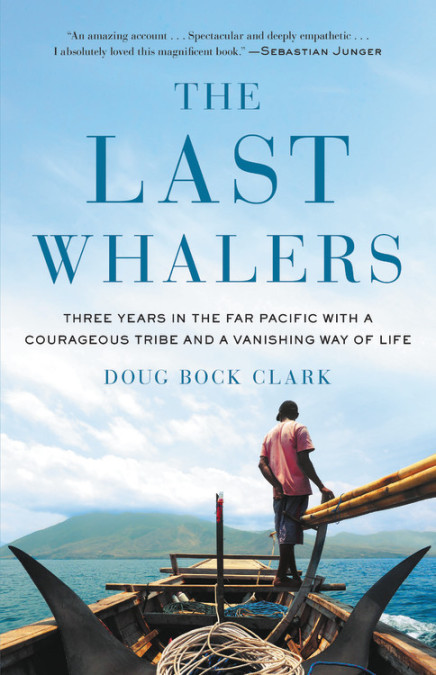 “An amazing account . . . Spectacular and deeply empathetic . . .
I absolutely loved this magnificent book.” —Sebastian Junger
THE
LAST
WHALERS
THREE YEARS IN THE FAR PACIFIC WITH A
COURAGEOUS TRIBE AND A VANISHING WAY OF LIFE
DOUG BOCK CLARK